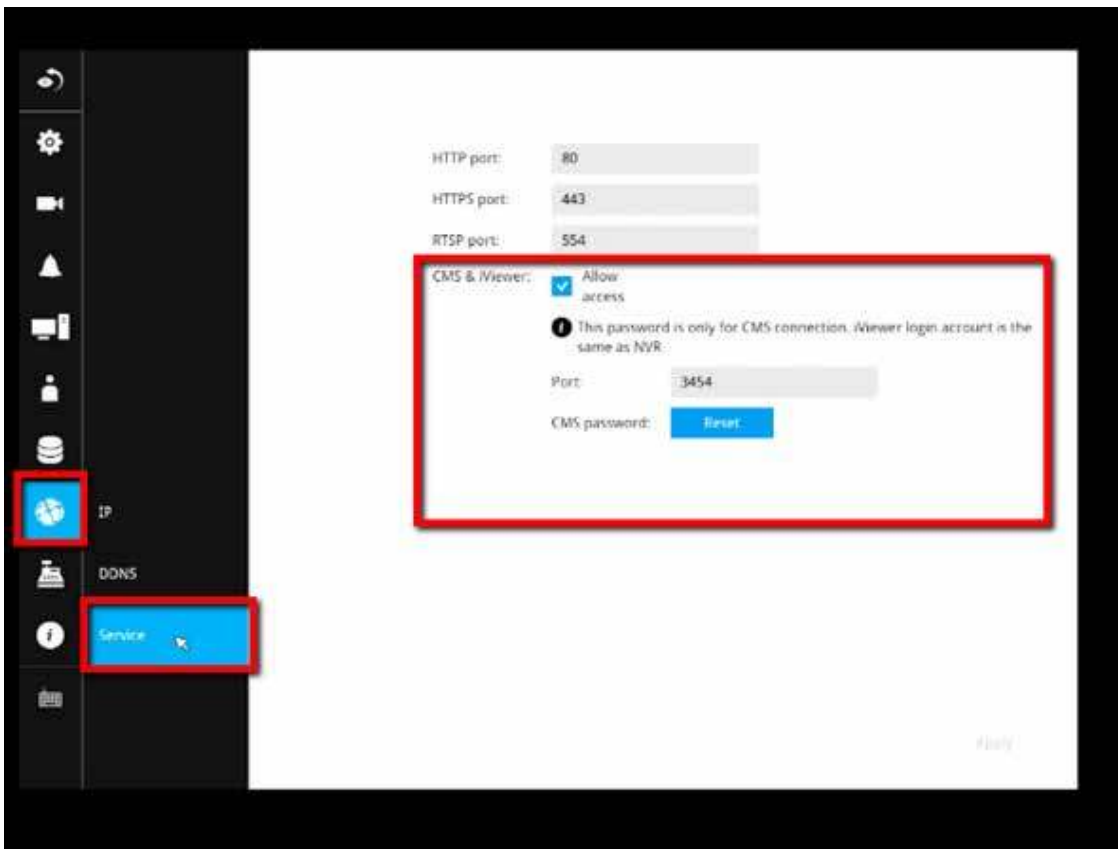 HTTP port:
80
HTTPS port:
443
RTSP port:
554
CMS & iViewer:
Allow
access
This password is only for CMS connection. iViewer login account is the
same as NVR
Port:
3454
CMS password:
Reset
IP
DDNS
Service
Apply